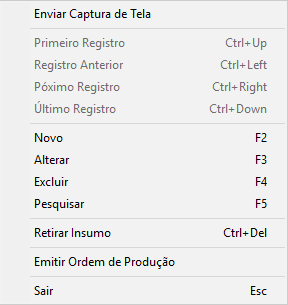 Enviar Captura de Tela
Primeiro Registro Ctrl+Up
Registro Anterior Ctrl+Left
Póximo Registro Ctrl+Right
Último Registro Ctrl+Down
Novo F2
Alterar F3
Excluir F4
Pesquisar F5
Retirar Insumo Ctrl+Del
Emitir Ordem de Produção
Sair Esc